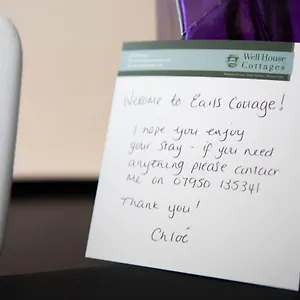 Well House
Cottages
Welcome to Earls Cottage!
I hope you enjoy
your stay - if you need
anything please contact
me on 07950 135341
Thank you!
Chloé